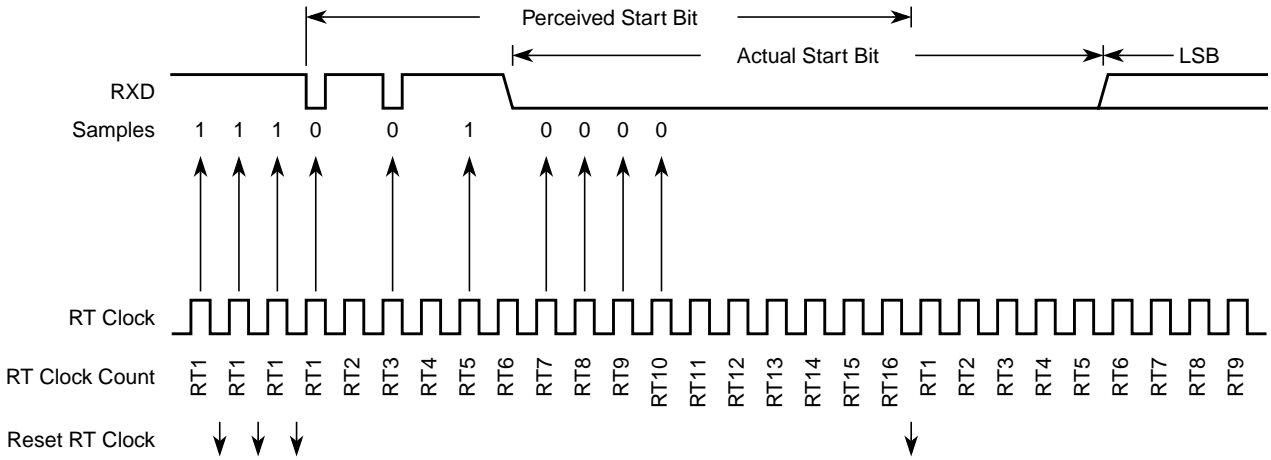 Perceived Start Bit
Actual Start Bit
LSB
RXD
Samples 1 1 1 0 0 1 0 0 0 0
RT Clock
RT Clock Count RT1 RT1 RT1 RT1 RT2 RT3 RT4 RT5 RT6 RT7 RT8 RT9 RT10 RT11 RT12 RT13 RT14 RT15 RT16 RT1 RT2 RT3 RT4 RT5 RT6 RT7 RT8 RT9
Reset RT Clock